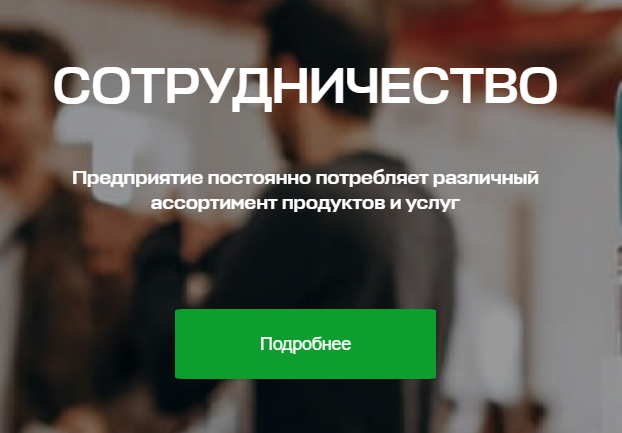 СОТРУДНИЧЕСТВО
Предприятие постоянно потребляет различный
ассортимент продуктов и услуг
Подробнее